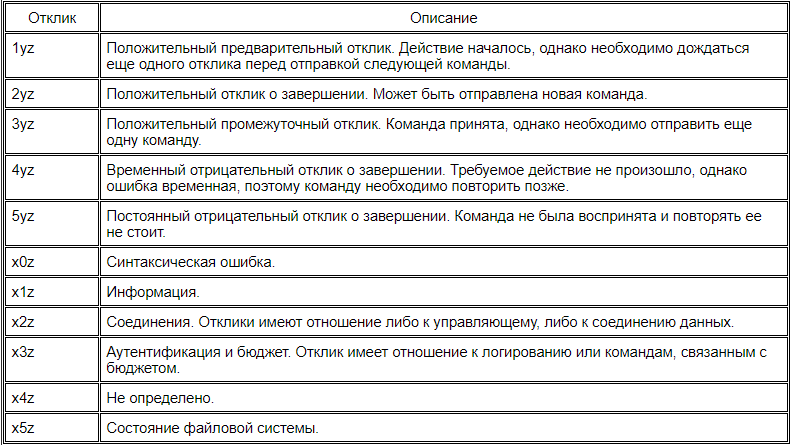 Отклик Описание
1yz Положительный предварительный отклик. Действие началось, однако необходимо дождаться
еще одного отклика перед отправкой следующей команды.
2yz Положительный отклик о завершении. Может быть отправлена новая команда.
3yz Положительный промежуточный отклик. Команда принята, однако необходимо отправить еще
одну команду.
4yz Временный отрицательный отклик о завершении. Требуемое действие не произошло, однако
ошибка временная, поэтому команду необходимо повторить позже.
5yz Постоянный отрицательный отклик о завершении. Команда не была воспринята и повторять ее
не стоит.
x0z Синтаксическая ошибка.
x1z Информация.
x2z Соединения. Отклики имеют отношение либо к управляющему, либо к соединению данных.
x3z Аутентификация и бюджет. Отклик имеет отношение к логированию или командам, связанным с
бюджетом.
x4z Не определено.
x5z Состояние файловой системы.